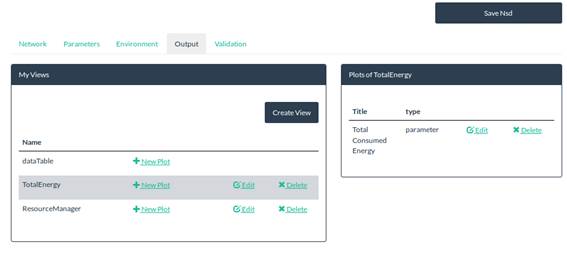 Save Nsd
Network Parameters Environment Output Validation
My Views
Create View
Name
dataTable New Plot
TotalEnergy New Plot Edit Delete
ResourceManager New Plot Edit Delete
Plots of TotalEnergy
Title type
Total parameter Edit Delete
Consumed
Energy